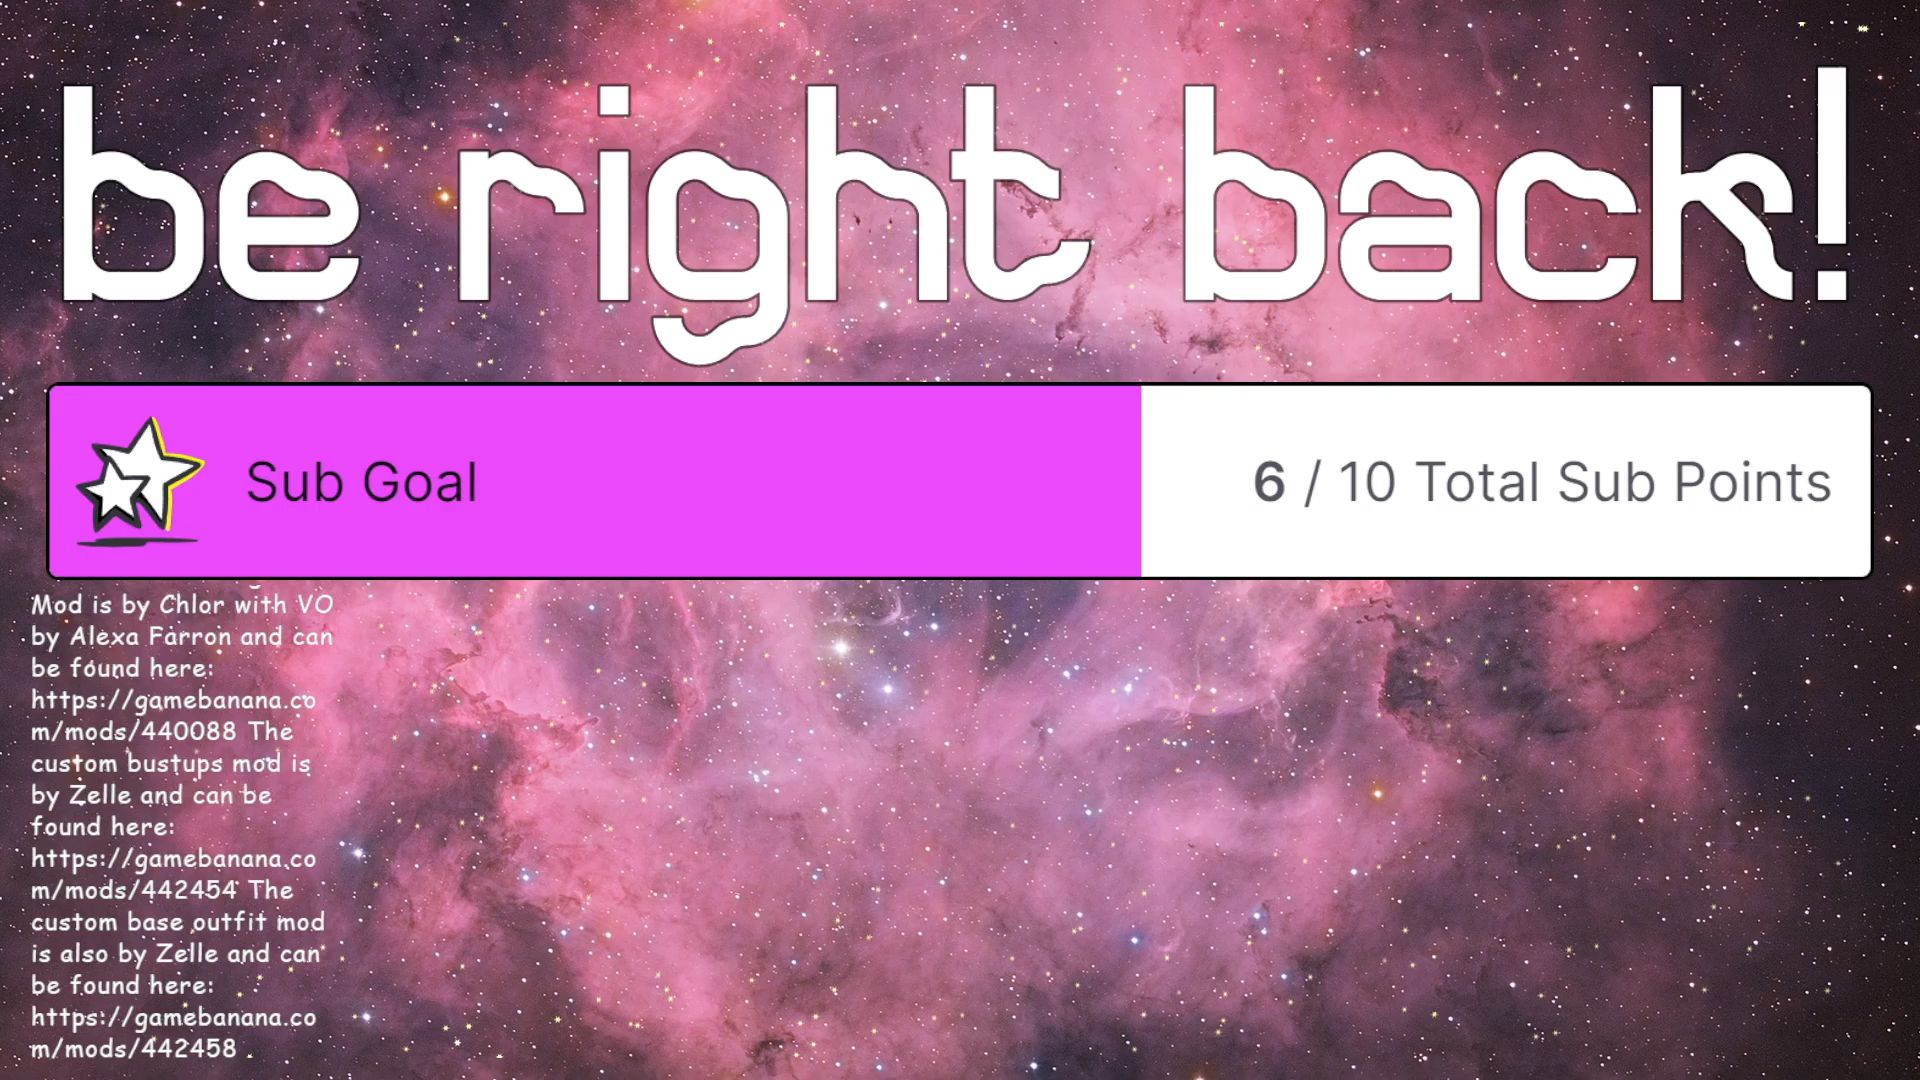 be right back!
Sub Goal
6 / 10 Total Sub Points
Mod is by Chlor with VO
by Alexa Farron and can
be found here:
https://gamebanana.co
m/mods/440088 The
custom bustups mod is
by Zelle and can be
found here:
https://gamebanana.co
m/mods/442454 The
custom base outfit mod
is also by Zelle and can
be found here:
https://gamebanana.co
m/mods/442458